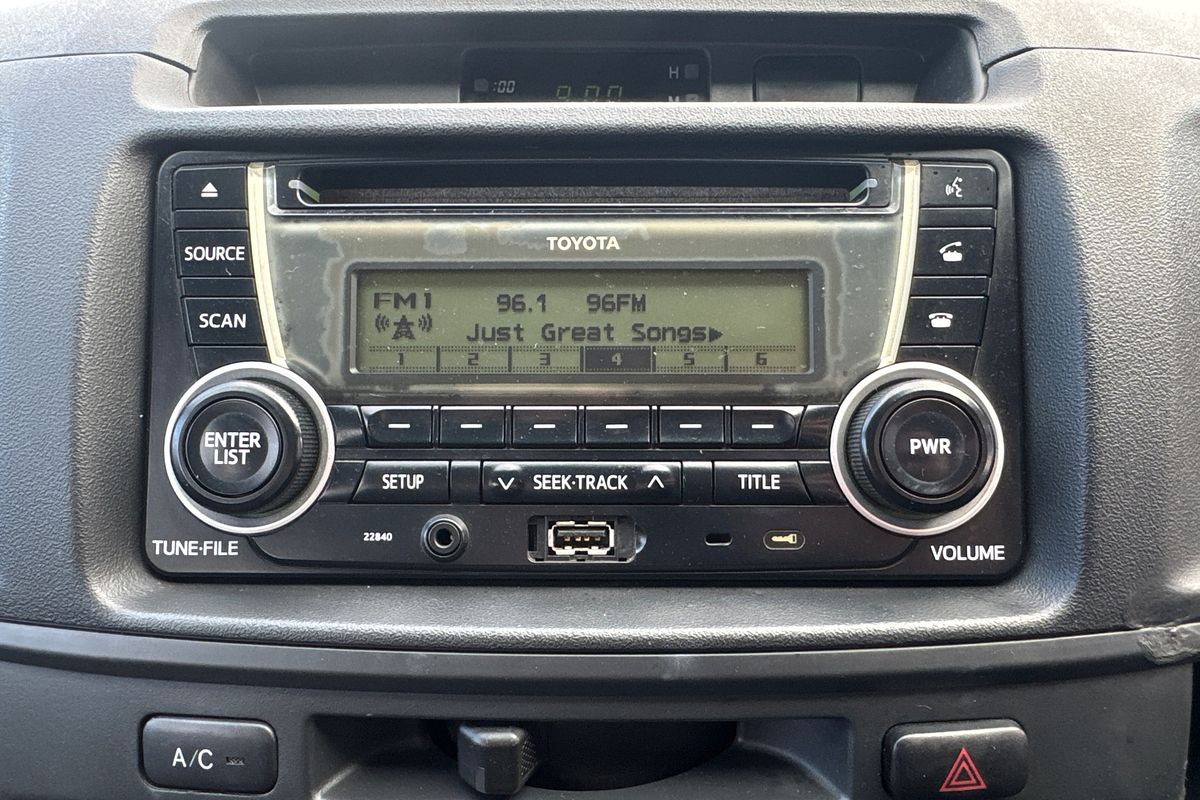 :00
H
M
TOYOTA
SOURCE
SCAN
FM1 96.1 96FM
Just Great Songs
1 2 3 4 5 6
ENTER
LIST
PWR
SETUP
SEEK·TRACK
TITLE
22840
TUNE·FILE
VOLUME
A/C